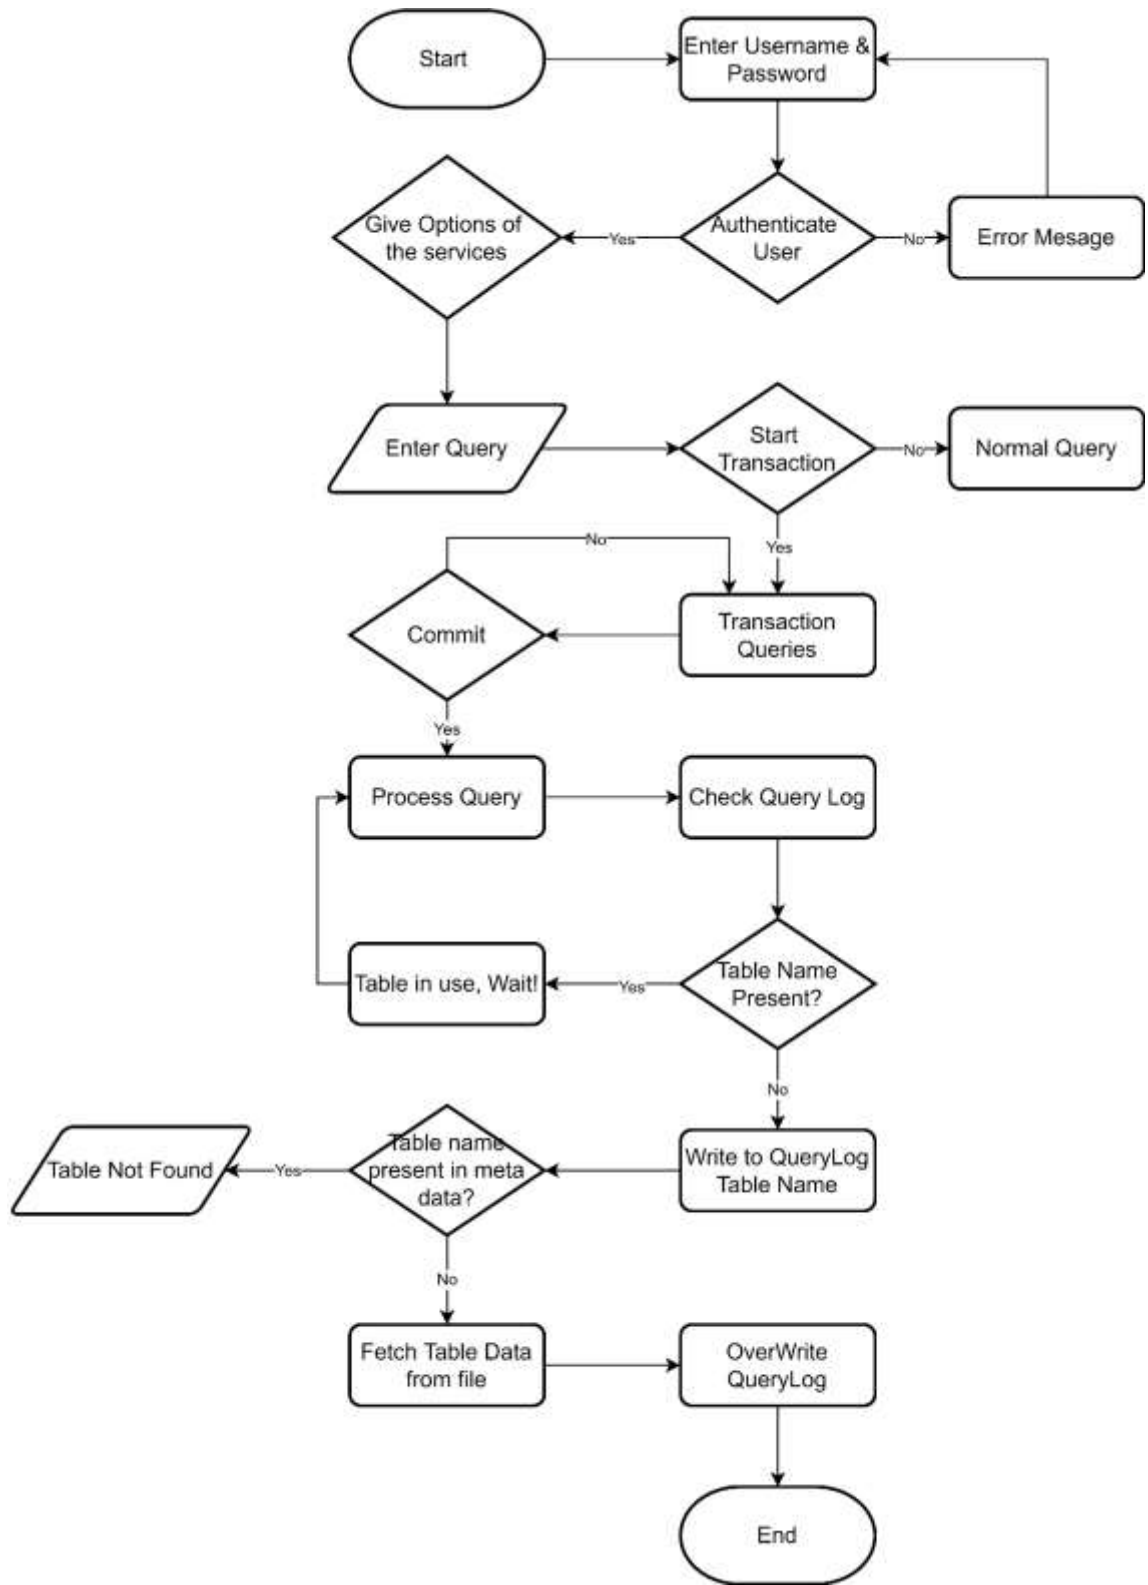 Start
Enter Username &
Password
Give Options of
the services
Yes
Authenticate
User
No
Error Mesage
Enter Query
Start
Transaction
No
Normal Query
No
Yes
Commit
Transaction
Queries
Yes
Process Query
Check Query Log
Table in use, Wait!
Yes
Table Name
Present?
No
Table Not Found
Yes
Table name
present in meta
data?
Write to QueryLog
Table Name
No
Fetch Table Data
from file
OverWrite
QueryLog
End